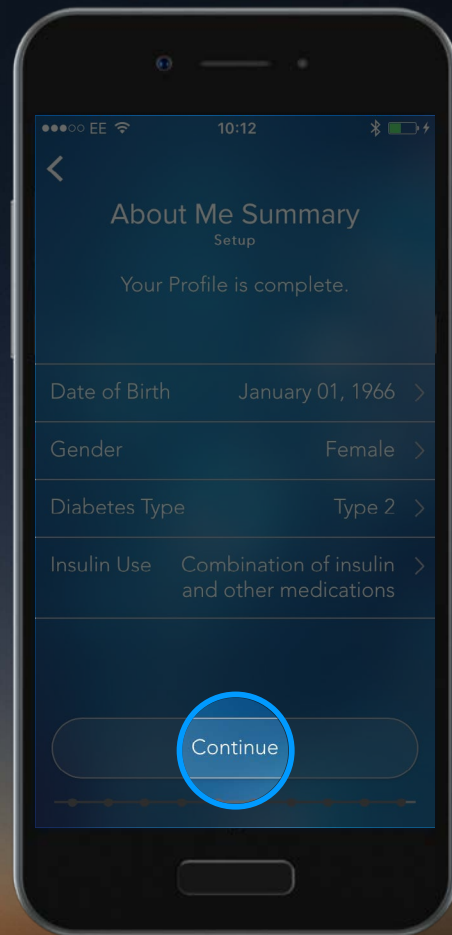 EE 10:12
About Me Summary
Setup
Your Profile is complete.
Date of Birth January 01, 1966
Gender Female
Diabetes Type Type 2
Insulin Use Combination of insulin
and other medications
Continue